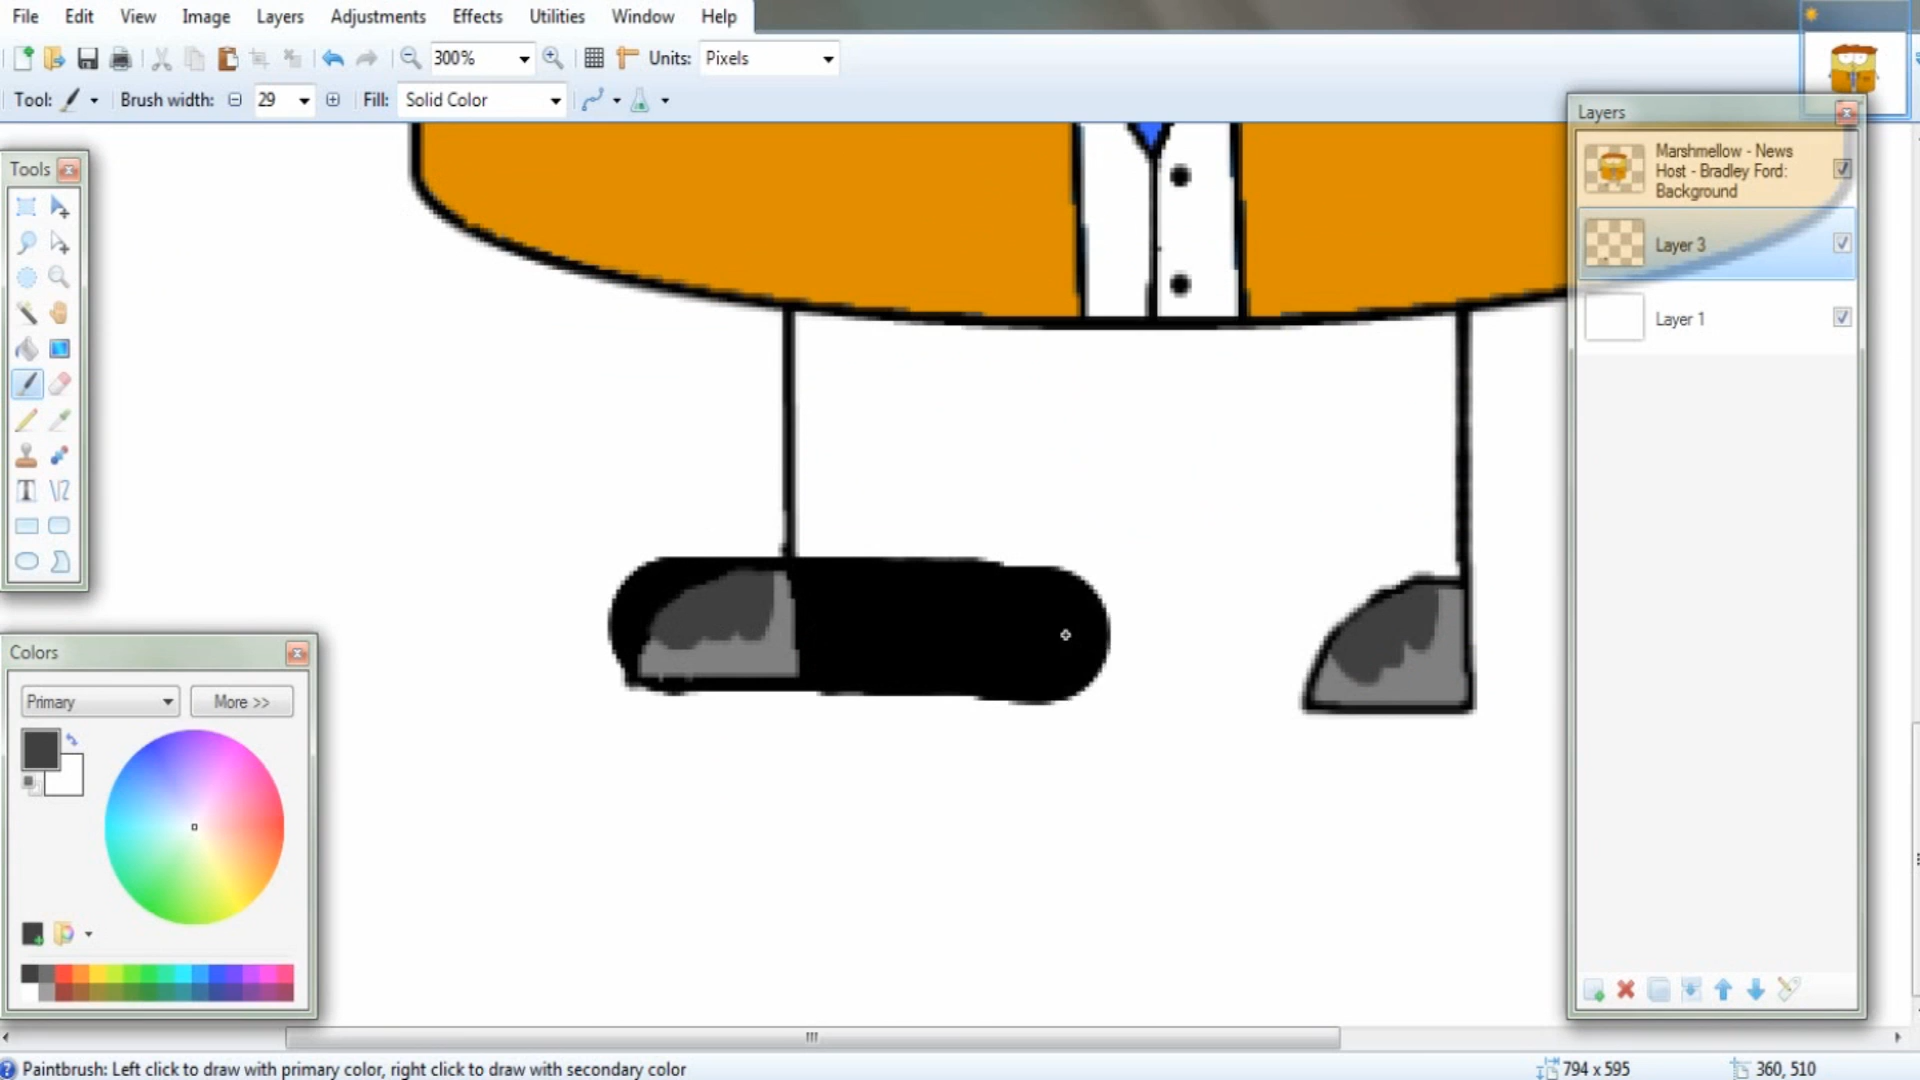 File Edit View Image Layers Adjustments Effects Utilities Window Help
300% Units: Pixels
Tool: Brush width: 29 Fill: Solid Color
Tools
Layers
Marshmellow - News
Host - Bradley Ford:
Background
Layer 3
Layer 1
Colors
Primary More >>
Paintbrush: Left click to draw with primary color, right click to draw with secondary color
794 x 595 360, 510